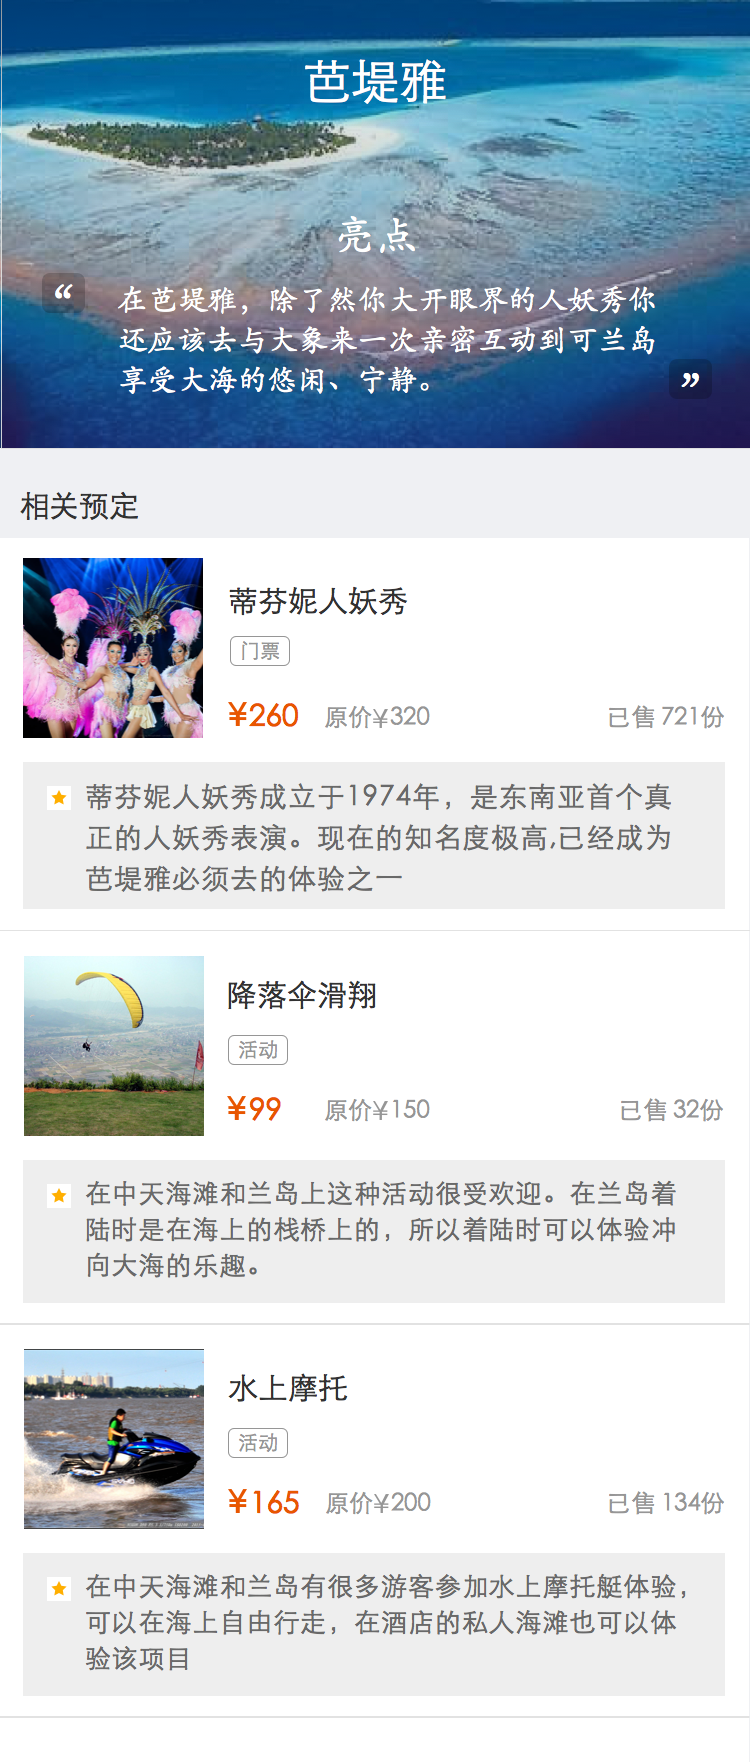 芭堤雅
亮点
“
在芭堤雅，除了然你大开眼界的人妖秀你
还应该去与大象来一次亲密互动到可兰岛
享受大海的悠闲、宁静。
”
相关预定
蒂芬妮人妖秀
门票
¥260 原价¥320 已售 721份
蒂芬妮人妖秀成立于1974年，是东南亚首个真
正的人妖秀表演。现在的知名度极高,已经成为
芭堤雅必须去的体验之一
降落伞滑翔
活动
¥99 原价¥150 已售 32份
在中天海滩和兰岛上这种活动很受欢迎。在兰岛着
陆时是在海上的栈桥上的，所以着陆时可以体验冲
向大海的乐趣。
水上摩托
活动
¥165 原价¥200 已售 134份
在中天海滩和兰岛有很多游客参加水上摩托艇体验，
可以在海上自由行走，在酒店的私人海滩也可以体
验该项目